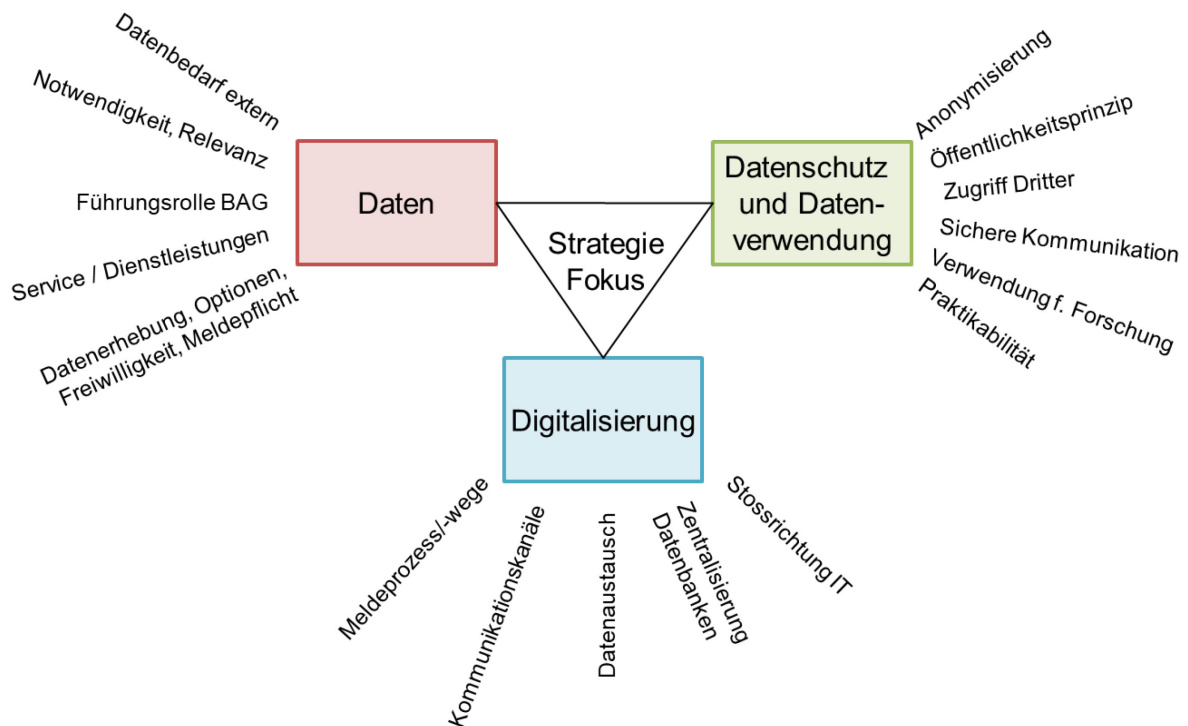 Datenbedarf extern
Notwendigkeit, Relevanz
Führungsrolle BAG
Service / Dienstleistungen
Datenerhebung, Optionen,
Freiwilligkeit, Meldepflicht
Daten
Strategie
Fokus
Datenschutz
und Daten-
verwendung
Anonymisierung
Öffentlichkeitsprinzip
Zugriff Dritter
Sichere Kommunikation
Verwendung f. Forschung
Praktikabilität
Digitalisierung
Meldeprozess/-wege
Kommunikationskanäle
Datenaustausch
Zentralisierung
Datenbanken
Stossrichtung IT